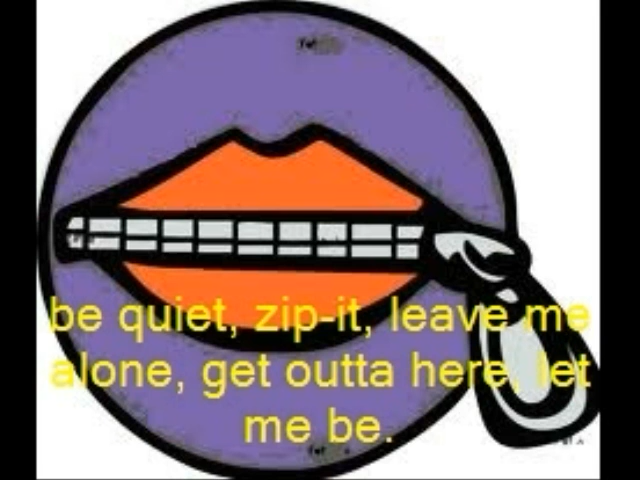 be quiet, zip-it, leave me
alone, get outta here, let
me be.